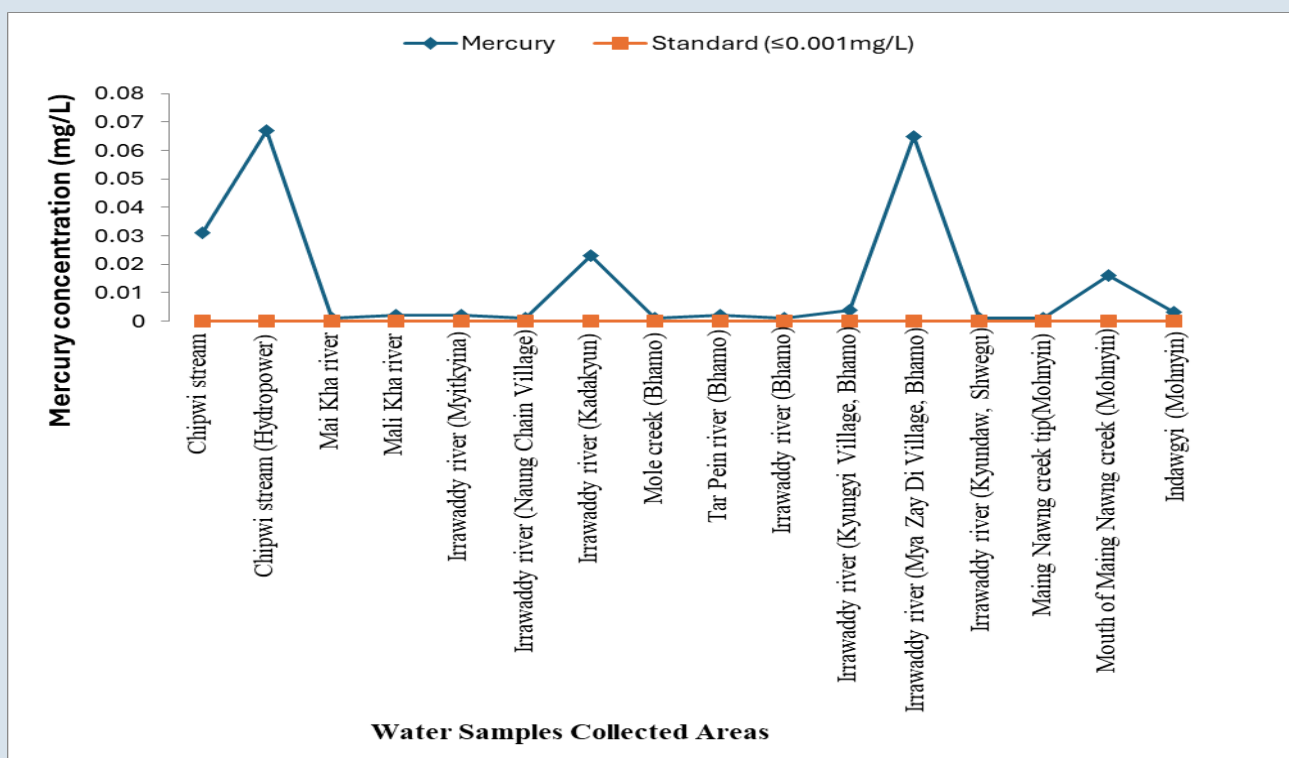 Mercury
Standard (≤0.001mg/L)
Mercury concentration (mg/L)
0.08
0.07
0.06
0.05
0.04
0.03
0.02
0.01
0
Chipwi stream
Chipwi stream (Hydropower)
Mai Kha river
Mali Kha river
Irrawaddy river (Myitkyina)
Irrawaddy river (Naung Chain Village)
Irrawaddy river (Kadakyun)
Mole creek (Bhamo)
Tar Pein river (Bhamo)
Irrawaddy river (Bhamo)
Irrawaddy river (Kyungyi Village, Bhamo)
Irrawaddy river (Mya Zay Di Village, Bhamo)
Irrawaddy river (Kyundaw, Shwegu)
Maing Nawng creek tip(Mohnyin)
Mouth of Maing Nawng creek (Mohnyin)
Indawgyi (Mohnyin)
Water Samples Collected Areas